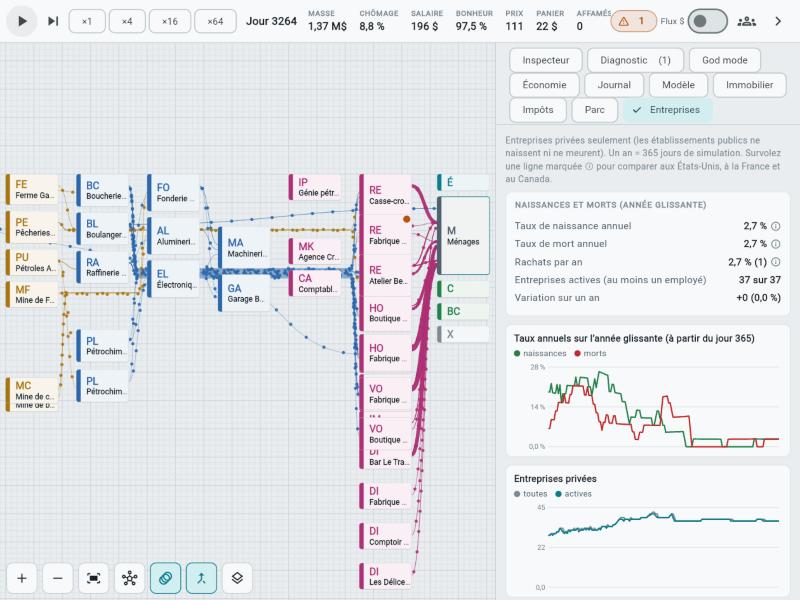 ×1
×4
×16
×64
Jour 3264
MASSE
1,37 M$
CHÔMAGE
8,8 %
SALAIRE
196 $
BONHEUR
97,5 %
PRIX
111
PANIER
22 $
AFFAMÉS
0
1
Flux $
Inspecteur
Diagnostic (1)
God mode
Économie
Journal
Modèle
Immobilier
Impôts
Parc
Entreprises
Entreprises privées seulement (les établissements publics ne
naissent ni ne meurent). Un an = 365 jours de simulation. Survolez
une ligne marquée ⓘ pour comparer aux États-Unis, à la France et
au Canada.
NAISSANCES ET MORTS (ANNÉE GLISSANTE)
Taux de naissance annuel 2,7 %
Taux de mort annuel 2,7 %
Rachats par an 2,7 % (1)
Entreprises actives (au moins un employé) 37 sur 37
Variation sur un an +0 (0,0 %)
Taux annuels sur l'année glissante (à partir du jour 365)
naissances morts
28 %
14 %
0,0 %
Entreprises privées
toutes actives
45
22
0,0
FE
Ferme Ga...
PE
Pêcheries...
PU
Pétroles A...
MF
Mine de F...
MC
Mine de c...
BC
Boucherie...
BL
Boulanger...
RA
Raffinerie ...
PL
Pétrochim...
PL
Pétrochim...
FO
Fonderie ...
AL
Alumineri...
EL
Électroniq...
MA
Machineri...
GA
Garage B...
IP
Génie pétr...
MK
Agence Cr...
CA
Comptabl...
RE
Casse-cro...
RE
Fabrique ...
RE
Atelier Be...
HO
Boutique ...
HO
Fabrique ...
VO
Fabrique ...
VO
Boutique ...
Bar Le Tra...
DI
Fabrique ...
DI
Comptoir ...
DI
Les Délice...
É
M
Ménages
C
BC
X